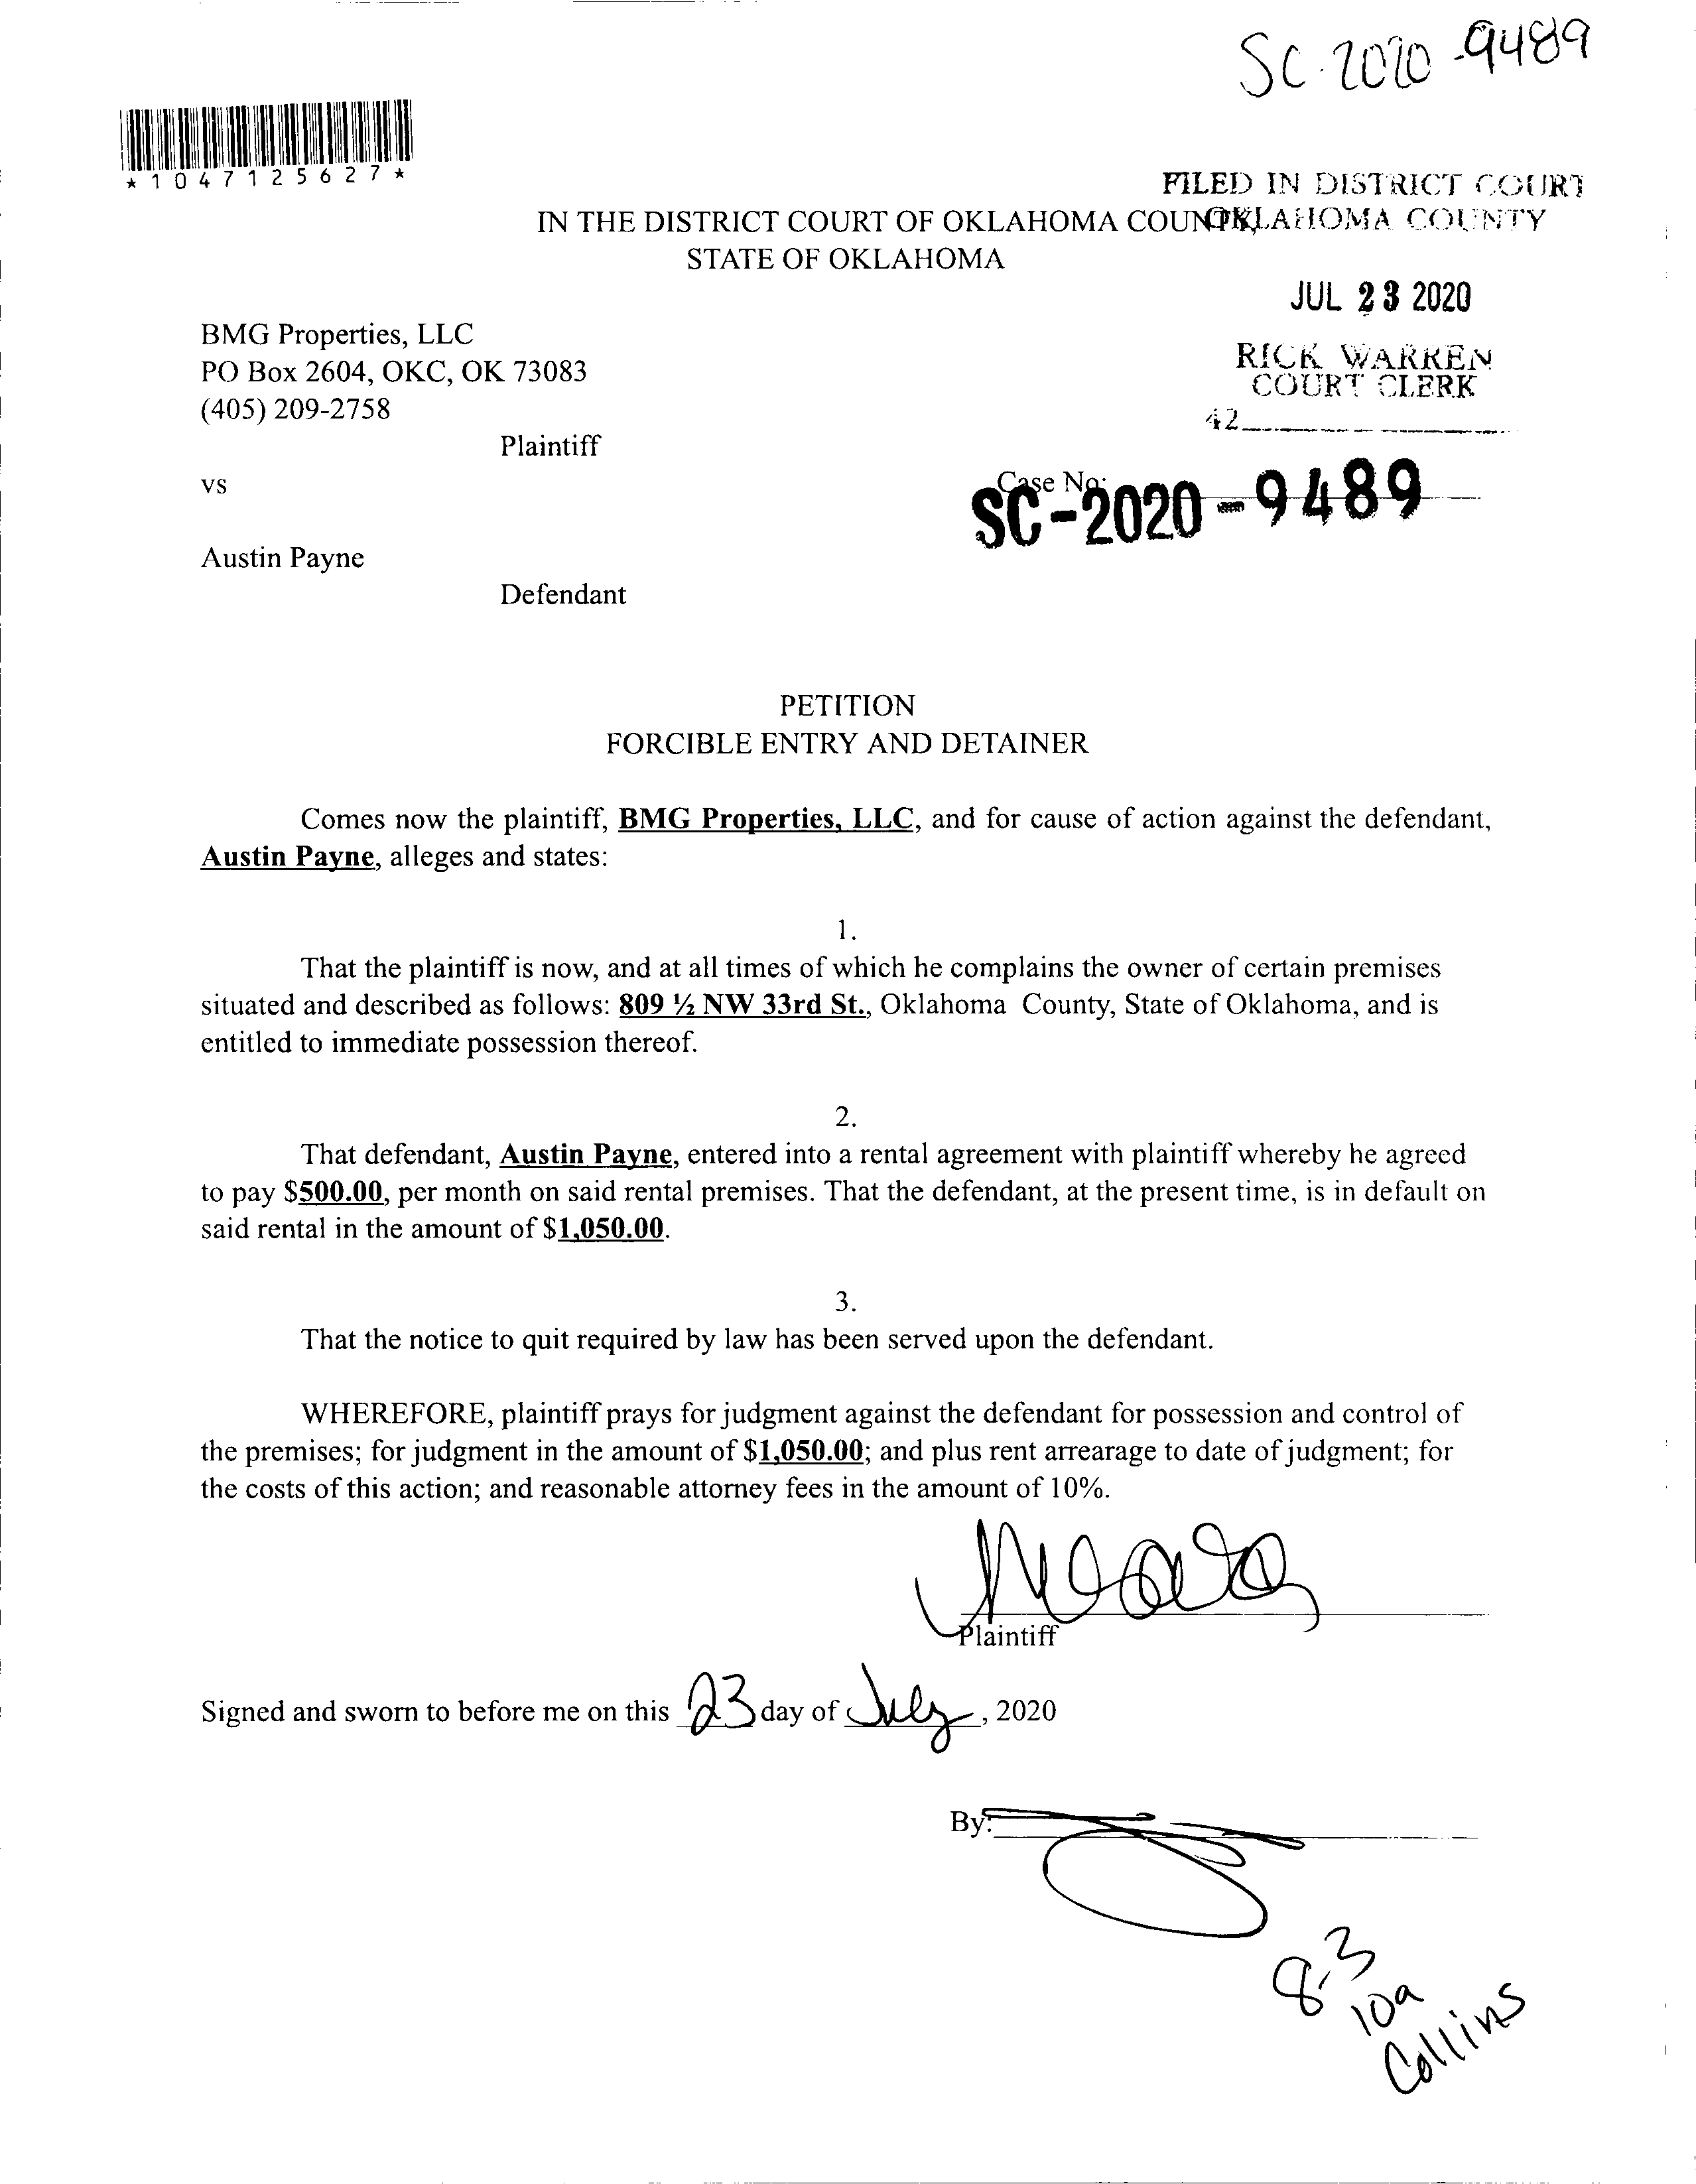 SC-2020-9489
*1047125627*
FILED IN DISTRICT COURT
OKLAHOMA COUNTY
IN THE DISTRICT COURT OF OKLAHOMA COUNTY,
STATE OF OKLAHOMA
JUL 23 2020
RICK WARREN
COURT CLERK
42
BMG Properties, LLC
PO Box 2604, OKC, OK 73083
(405) 209-2758
Plaintiff
vs
Case No:
SC-2020-9489
Austin Payne
Defendant
PETITION
FORCIBLE ENTRY AND DETAINER
Comes now the plaintiff, BMG Properties, LLC, and for cause of action against the defendant,
Austin Payne, alleges and states:
1.
That the plaintiff is now, and at all times of which he complains the owner of certain premises
situated and described as follows: 809 ½ NW 33rd St., Oklahoma County, State of Oklahoma, and is
entitled to immediate possession thereof.
2.
That defendant, Austin Payne, entered into a rental agreement with plaintiff whereby he agreed
to pay $500.00, per month on said rental premises. That the defendant, at the present time, is in default on
said rental in the amount of $1,050.00.
3.
That the notice to quit required by law has been served upon the defendant.
WHEREFORE, plaintiff prays for judgment against the defendant for possession and control of
the premises; for judgment in the amount of $1,050.00; and plus rent arrearage to date of judgment; for
the costs of this action; and reasonable attorney fees in the amount of 10%.
Plaintiff
Signed and sworn to before me on this 23 day of July, 2020
By:
8-3
10a
Collins